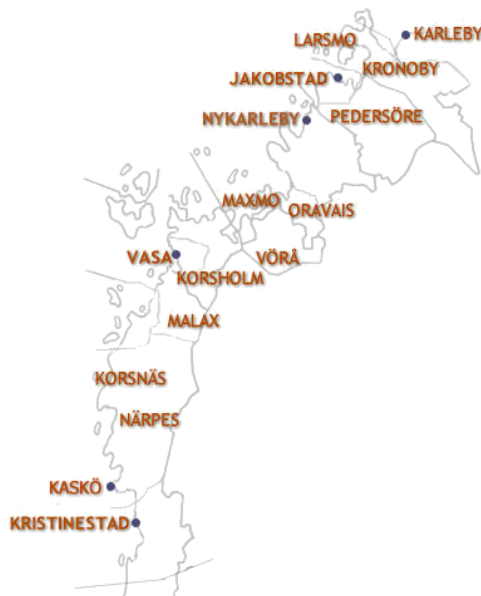 KARLEBY
LARSMO
KRONOBY
JAKOBSTAD
PEDERSÖRE
NYKARLEBY
MAXMO
ORAVAIS
VASA
VÖRÅ
KORSHOLM
MALAX
KORSNÄS
NÄRPES
KASKÖ
KRISTINESTAD